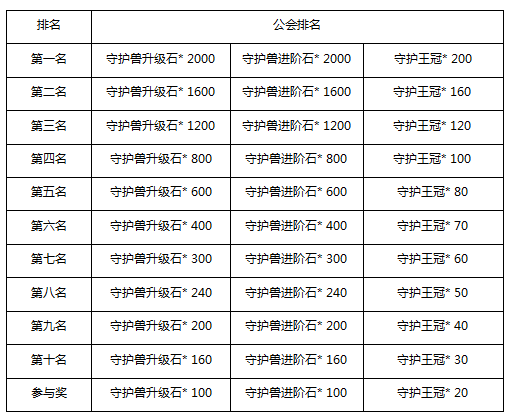 排名 公会排名
第一名 守护兽升级石* 2000 守护兽进阶石* 2000 守护王冠* 200
第二名 守护兽升级石* 1600 守护兽进阶石* 1600 守护王冠* 160
第三名 守护兽升级石* 1200 守护兽进阶石* 1200 守护王冠* 120
第四名 守护兽升级石* 800 守护兽进阶石* 800 守护王冠* 100
第五名 守护兽升级石* 600 守护兽进阶石* 600 守护王冠* 80
第六名 守护兽升级石* 400 守护兽进阶石* 400 守护王冠* 70
第七名 守护兽升级石* 300 守护兽进阶石* 300 守护王冠* 60
第八名 守护兽升级石* 240 守护兽进阶石* 240 守护王冠* 50
第九名 守护兽升级石* 200 守护兽进阶石* 200 守护王冠* 40
第十名 守护兽升级石* 160 守护兽进阶石* 160 守护王冠* 30
参与奖 守护兽升级石* 100 守护兽进阶石* 100 守护王冠* 20